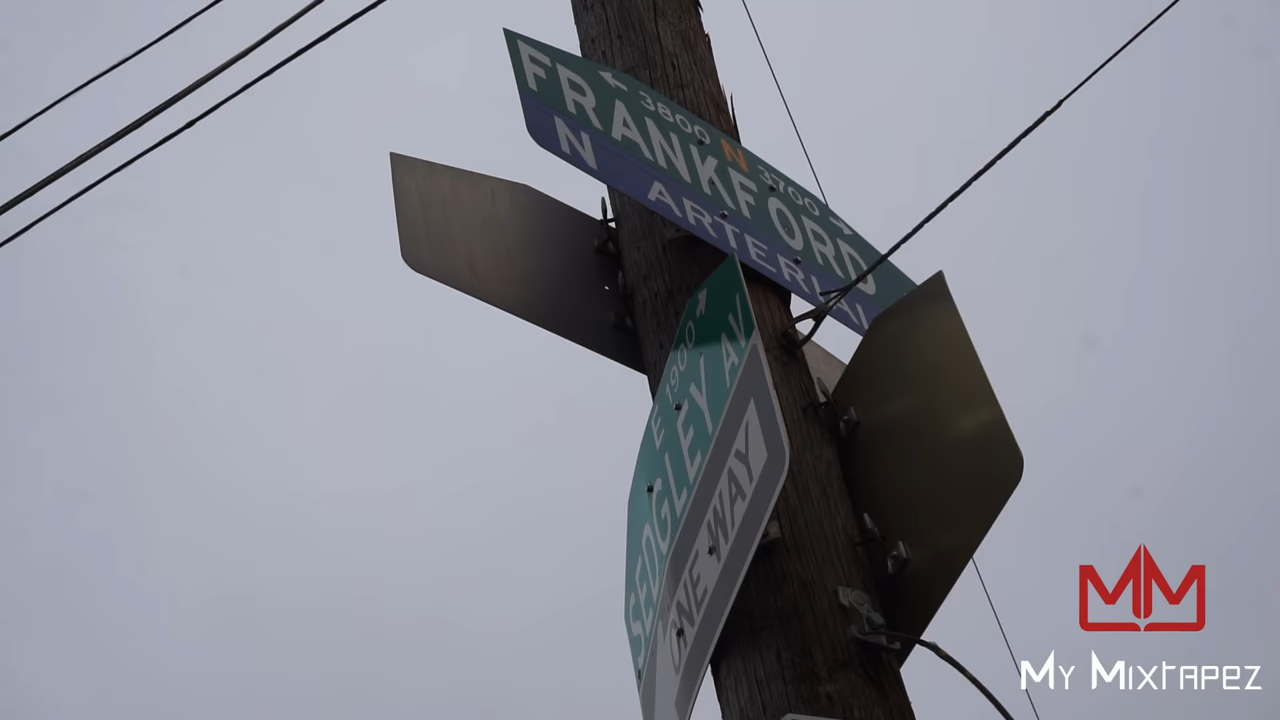 ← 3800 N 3700 →
FRANKFORD
N ARTERIAL
E 1900 →
SEDGLEY AV
ONE WAY
MM
My Mixtapez